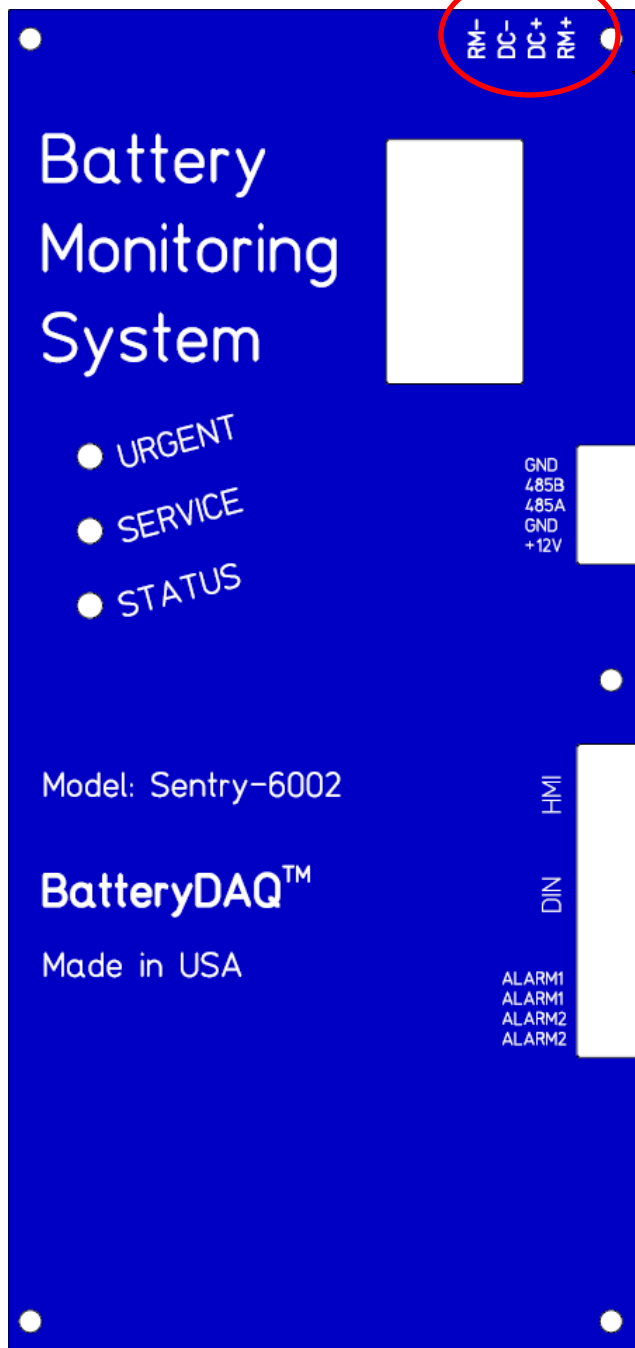 RM-
DC-
DC+
RM+
Battery
Monitoring
System
URGENT
SERVICE
STATUS
GND
485B
485A
GND
+12V
Model: Sentry-6002
HMI
BatteryDAQ™
DIN
Made in USA
ALARM1
ALARM1
ALARM2
ALARM2